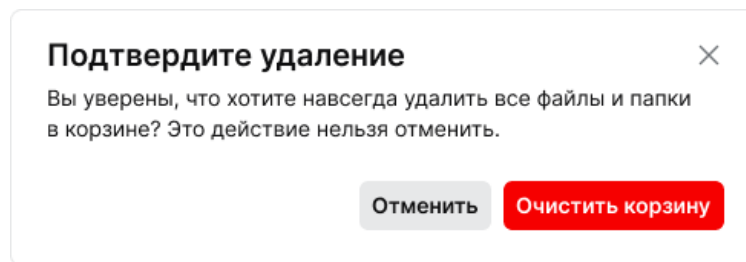 Подтвердите удаление
Вы уверены, что хотите навсегда удалить все файлы и папки
в корзине? Это действие нельзя отменить.
Отменить
Очистить корзину